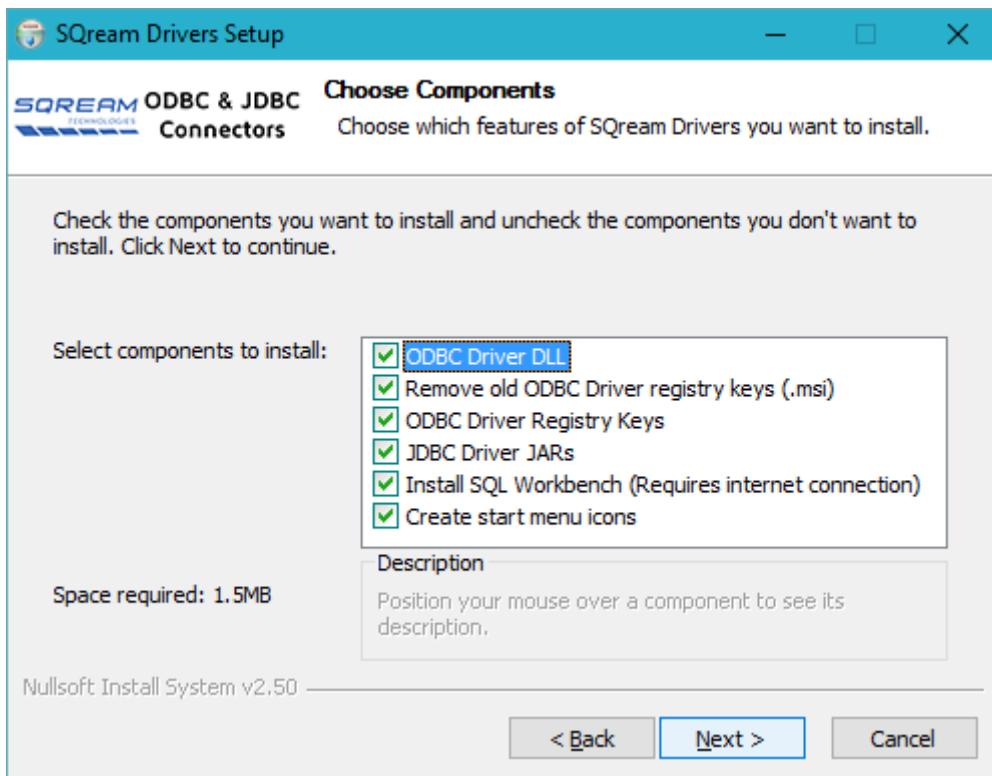 SQream Drivers Setup
SQREAM
TECHNOLOGIES
ODBC & JDBC
Connectors
Choose Components
Choose which features of SQream Drivers you want to install.
Check the components you want to install and uncheck the components you don't want to
install. Click Next to continue.
Select components to install:
ODBC Driver DLL
Remove old ODBC Driver registry keys (.msi)
ODBC Driver Registry Keys
JDBC Driver JARs
Install SQL Workbench (Requires internet connection)
Create start menu icons
Space required: 1.5MB
Description
Position your mouse over a component to see its
description.
Nullsoft Install System v2.50
< Back
Next >
Cancel